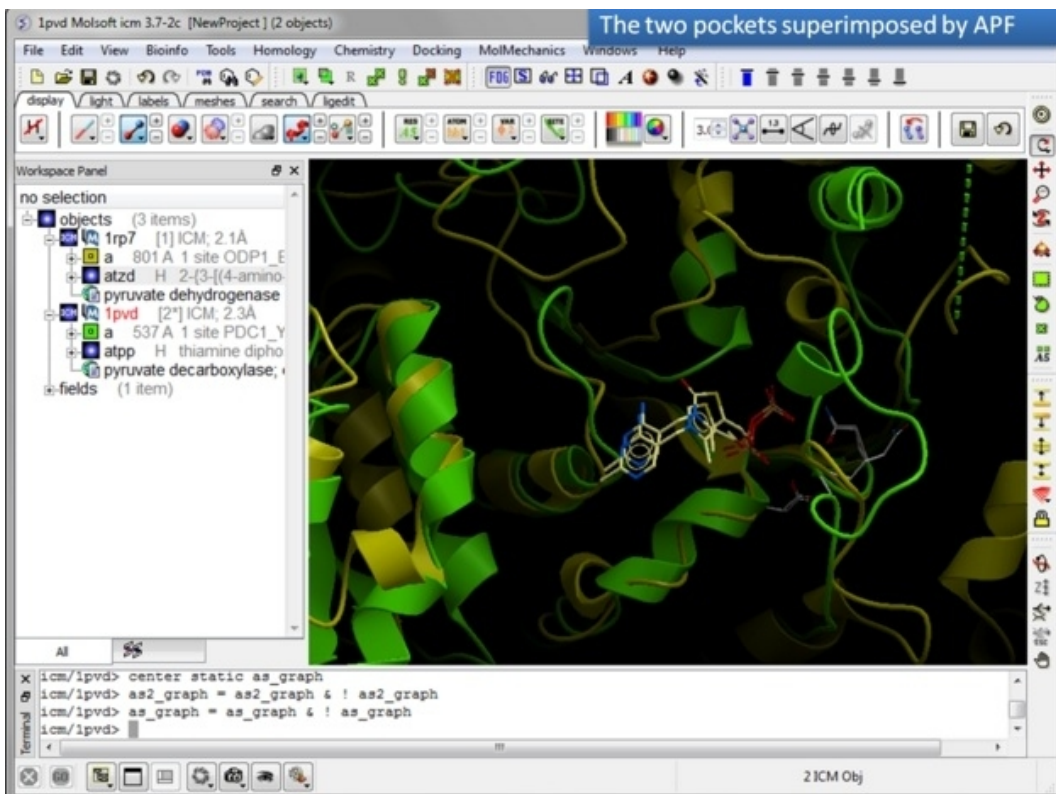 1pvd Molsoft icm 3.7-2c [NewProject ] (2 objects)
The two pockets superimposed by APF
File Edit View Bioinfo Tools Homology Chemistry Docking MolMechanics Windows Help
FOG S A
display light labels meshes search ligedit
Workspace Panel
no selection
objects (3 items)
1rp7 [1] ICM; 2.1Å
a 801 A 1 site ODP1_E
atzd H 2-{3-[(4-amino-
pyruvate dehydrogenase
1pvd [2*] ICM; 2.3Å
a 537 A 1 site PDC1_Y
atpp H thiamine dipho
pyruvate decarboxylase;
fields (1 item)
All
Terminal
icm/1pvd> center static as_graph
icm/1pvd> as2_graph = as2_graph & ! as2_graph
icm/1pvd> as_graph = as_graph & ! as_graph
icm/1pvd>
2 ICM Obj